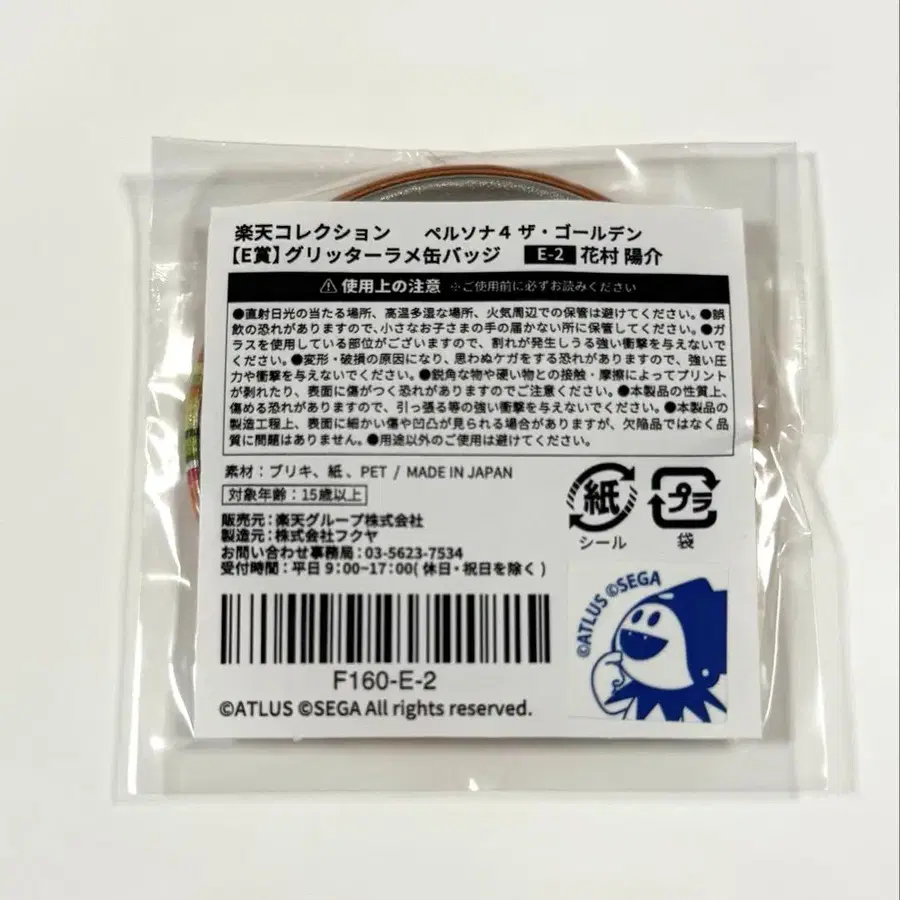 楽天コレクション　ペルソナ４ ザ・ゴールデン
【E賞】グリッターラメ缶バッジ　E-2 花村 陽介
⚠ 使用上の注意 ※ご使用前に必ずお読みください
●直射日光の当たる場所、高温多湿な場所、火気周辺での保管は避けてください。●誤
飲の恐れがありますので、小さなお子さまの手の届かない所に保管してください。●ガ
ラスを使用している部位がございますので、割れが発生しうる強い衝撃を与えないで
ください。●変形・破損の原因になり、思わぬケガをする恐れがありますので、強い圧
力や衝撃を与えないでください。●鋭角な物や硬い物との接触・摩擦によってプリント
が剥れたり、表面に傷がつく恐れがありますのでご注意ください。●本製品の性質上、
傷める恐れがありますので、引っ張る等の強い衝撃を与えないでください。●本製品の
製造工程上、表面に細かい傷や凹凸が見られる場合がありますが、欠陥品ではなく品
質に問題はありません。●用途以外のご使用は避けてください。
素材：ブリキ、紙、PET / MADE IN JAPAN
対象年齢：15歳以上
販売元：楽天グループ株式会社
製造元：株式会社フクヤ
お問い合わせ事務局：03-5623-7534
受付時間：平日 9:00~17:00( 休日・祝日を除く )
紙
シール
プラ
袋
©ATLUS ©SEGA
F160-E-2
©ATLUS ©SEGA All rights reserved.